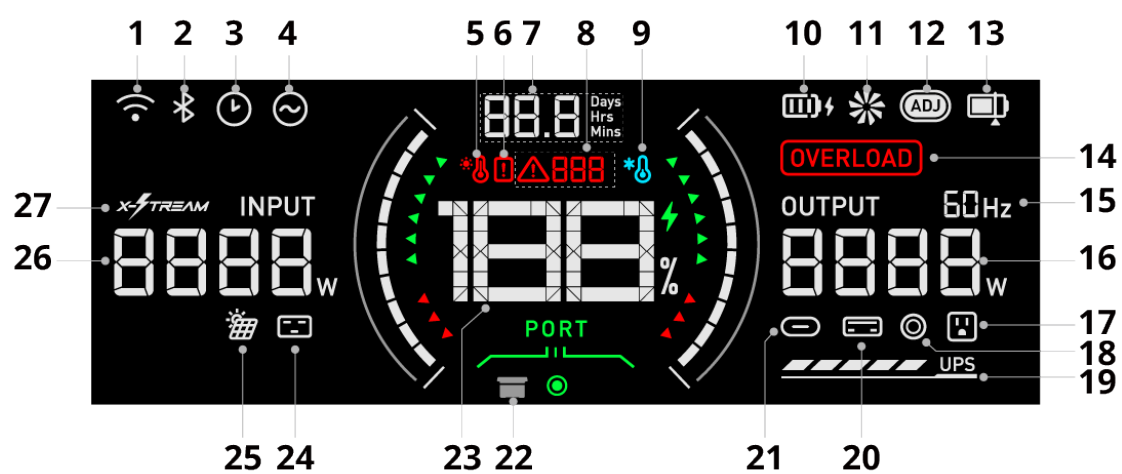 1 2 3 4 5 6 7 8 9 10 11 12 13
88.8 Days
Hrs
Mins
ADJ
888
OVERLOAD
14
27 X-STREAM INPUT
OUTPUT 60Hz 15
26 8888 W
188 %
8888 W 16
PORT
17
18
UPS 19
25 24 23 22 21 20